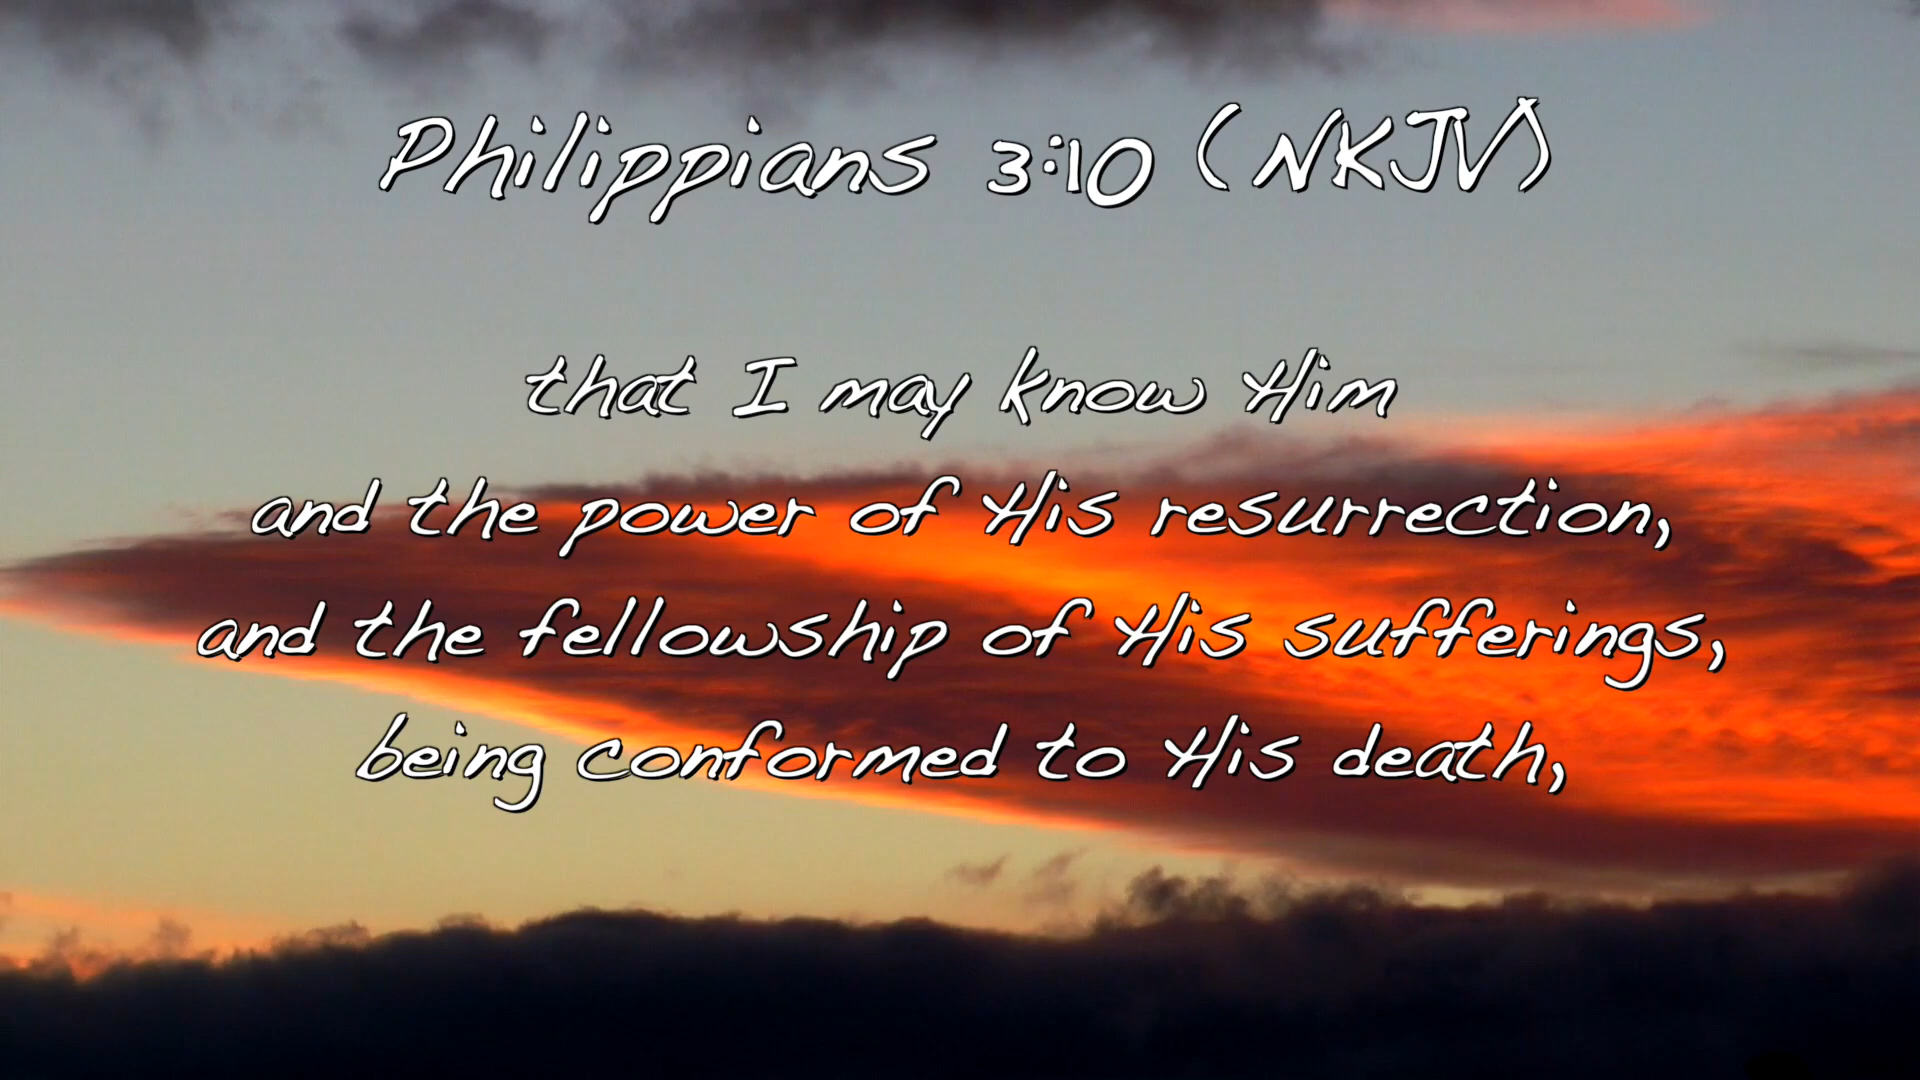 Philippians 3:10 (NKJV)
that I may know Him
and the power of His resurrection,
and the fellowship of His sufferings,
being conformed to His death,